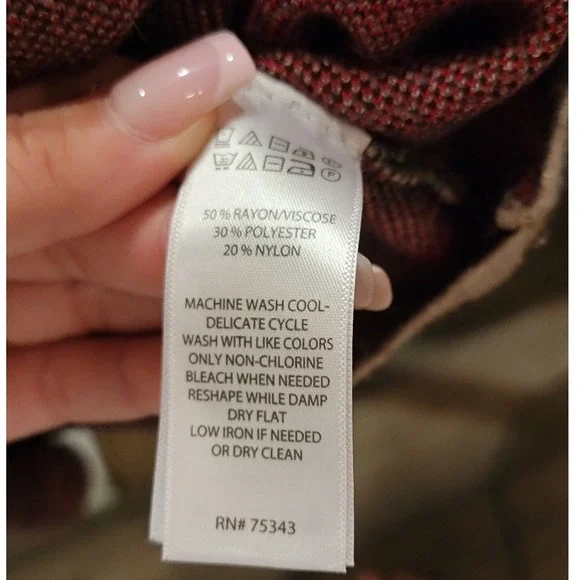 50 % RAYON/VISCOSE
30 % POLYESTER
20 % NYLON
MACHINE WASH COOL-
DELICATE CYCLE
WASH WITH LIKE COLORS
ONLY NON-CHLORINE
BLEACH WHEN NEEDED
RESHAPE WHILE DAMP
DRY FLAT
LOW IRON IF NEEDED
OR DRY CLEAN
RN# 75343